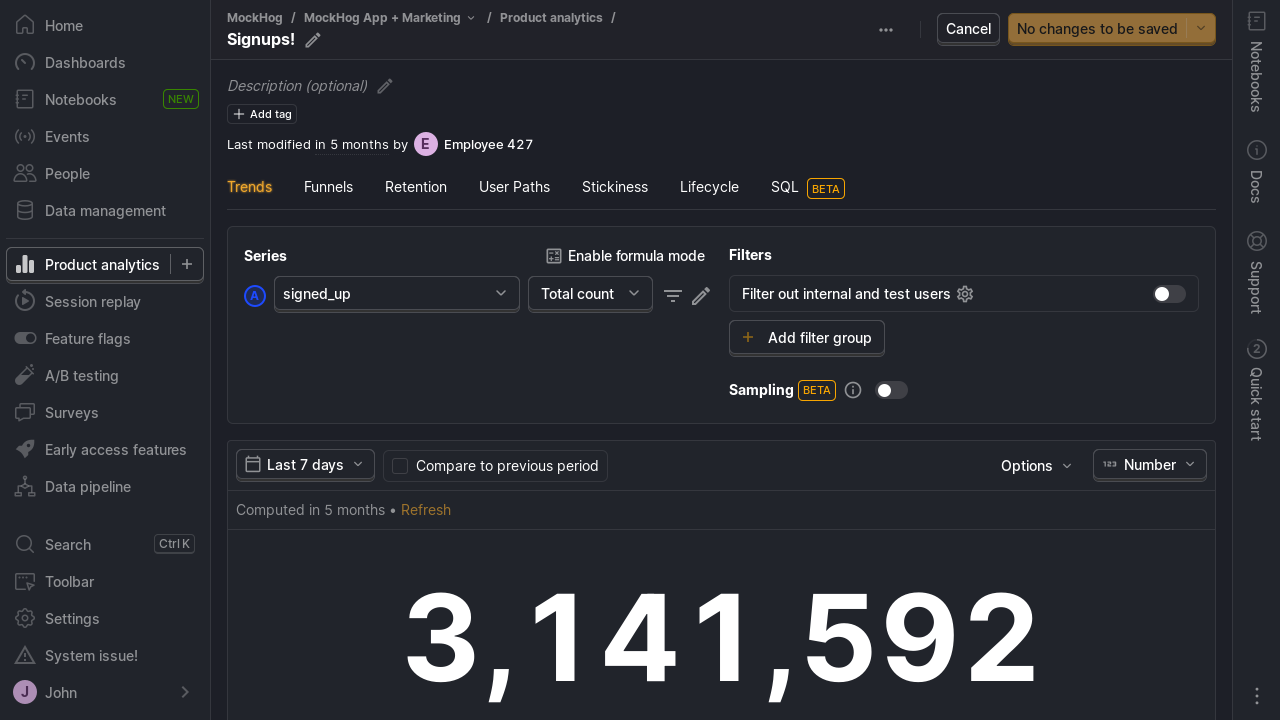 Home
Dashboards
Notebooks NEW
Events
People
Data management
Product analytics
Session replay
Feature flags
A/B testing
Surveys
Early access features
Data pipeline
Search Ctrl K
Toolbar
Settings
System issue!
J John
MockHog / MockHog App + Marketing / Product analytics /
Signups!
Cancel No changes to be saved
Description (optional)
Add tag
Last modified in 5 months by E Employee 427
Trends Funnels Retention User Paths Stickiness Lifecycle SQL BETA
Series Enable formula mode
A signed_up Total count
Filters
Filter out internal and test users
Add filter group
Sampling BETA
Last 7 days Compare to previous period Options 123 Number
Computed in 5 months • Refresh
3,141,592
Notebooks
Docs
Support
2 Quick start